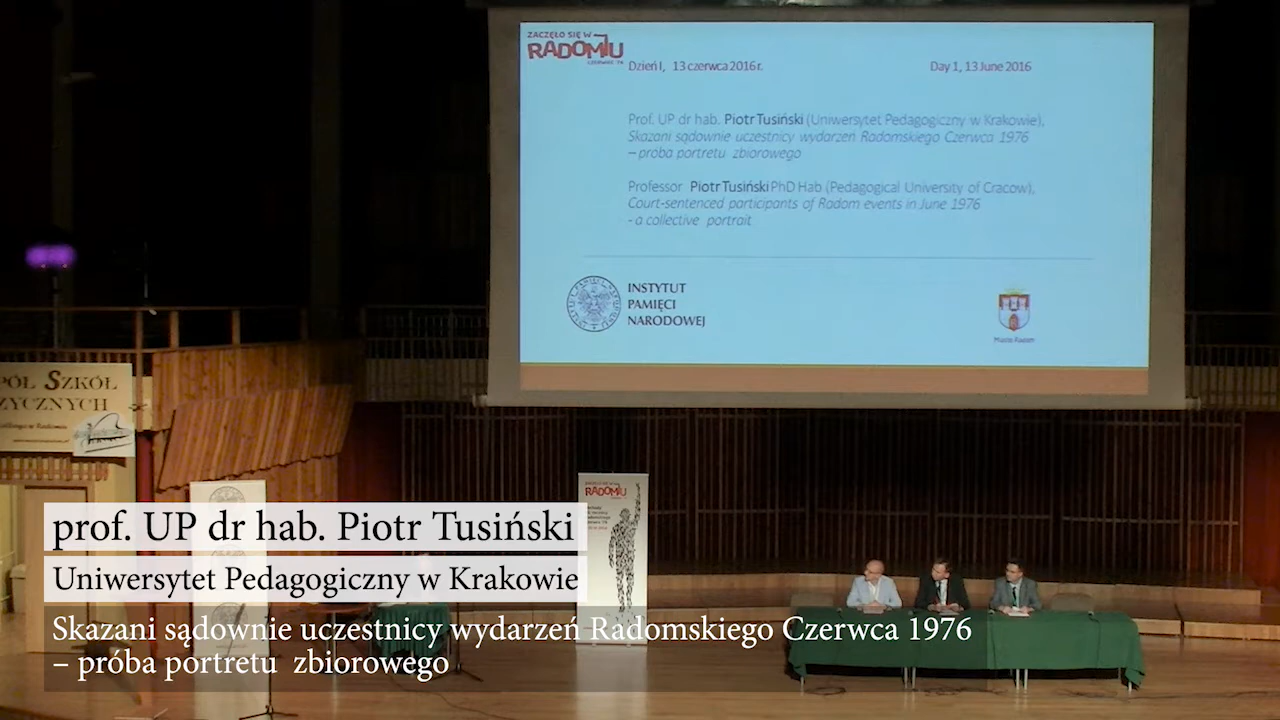 ZACZĘŁO SIĘ W
RADOMIU
CZERWIEC '76
Dzień I, 13 czerwca 2016 r.
Day 1, 13 June 2016
Prof. UP dr hab. Piotr Tusiński (Uniwersytet Pedagogiczny w Krakowie),
Skazani sądownie uczestnicy wydarzeń Radomskiego Czerwca 1976
– próba portretu zbiorowego
Professor Piotr Tusiński PhD Hab (Pedagogical University of Cracow),
Court-sentenced participants of Radom events in June 1976
- a collective portrait
INSTYTUT
PAMIĘCI
NARODOWEJ
Miasto Radom
SZKÓŁ
RADOMIU
prof. UP dr hab. Piotr Tusiński
Uniwersytet Pedagogiczny w Krakowie
Skazani sądownie uczestnicy wydarzeń Radomskiego Czerwca 1976
– próba portretu zbiorowego